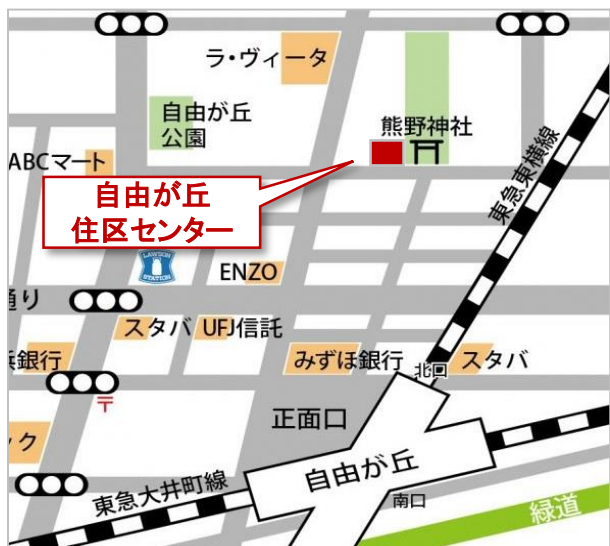 ラ・ヴィータ
自由が丘
公園
熊野神社
ABCマート
東急東横線
自由が丘
住区センター
LAWSON
STATION
ENZO
通り
スタバ
UFJ信託
浜銀行
みずほ銀行
北口
スタバ
〒
正面口
ック
自由が丘
東急大井町線
南口
緑道